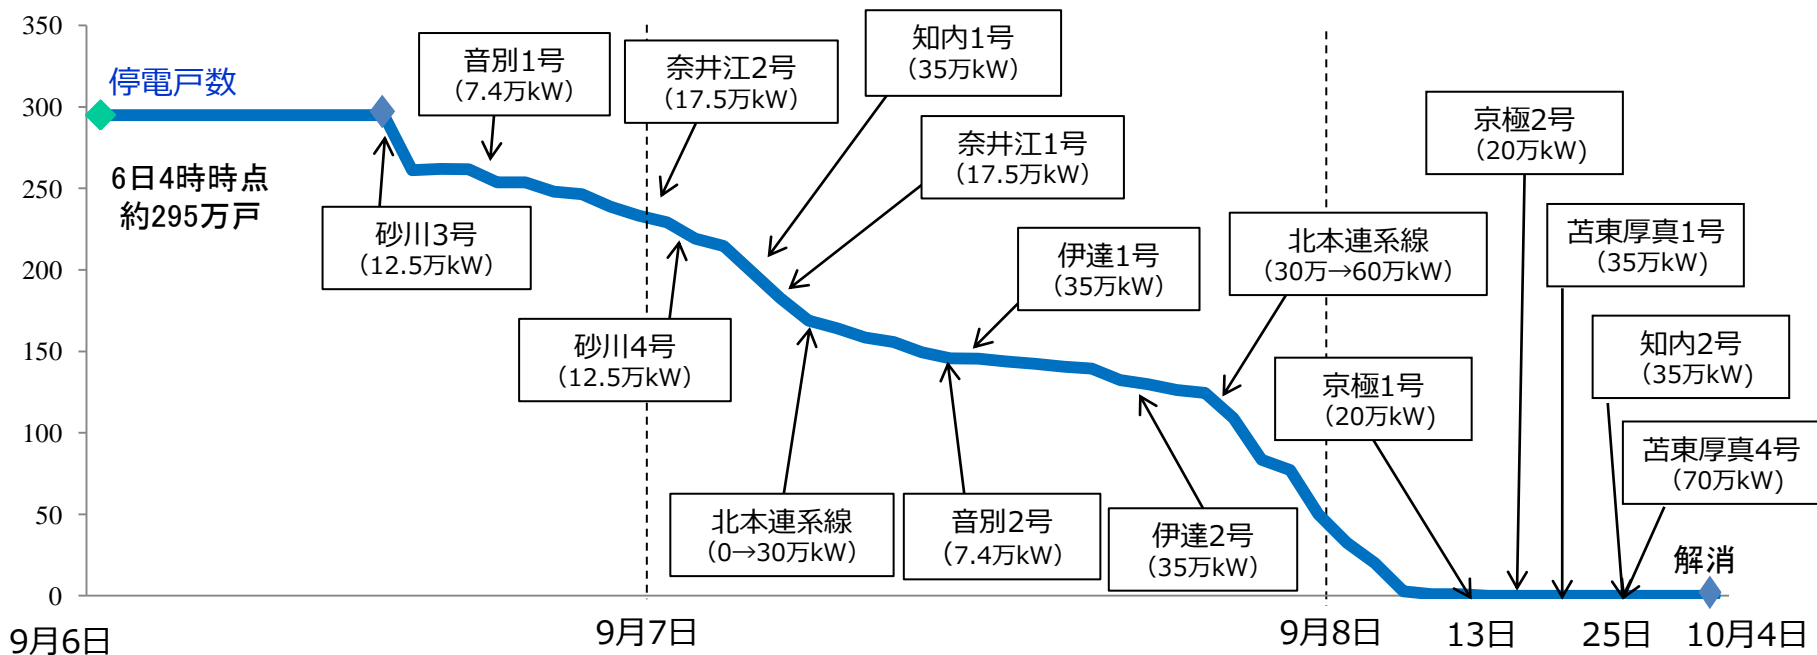 350
300
250
200
150
100
50
0
停電戸数
6日4時時点
約295万戸
音別1号
（7.4万kW）
砂川3号
（12.5万kW）
奈井江2号
（17.5万kW）
砂川4号
（12.5万kW）
知内1号
（35万kW）
奈井江1号
（17.5万kW）
北本連系線
（0→30万kW）
音別2号
（7.4万kW）
伊達1号
（35万kW）
伊達2号
（35万kW）
北本連系線
（30万→60万kW）
京極1号
（20万kW）
京極2号
（20万kW）
苫東厚真1号
（35万kW）
知内2号
（35万kW）
苫東厚真4号
（70万kW）
解消
9月6日
9月7日
9月8日
13日
25日
10月4日